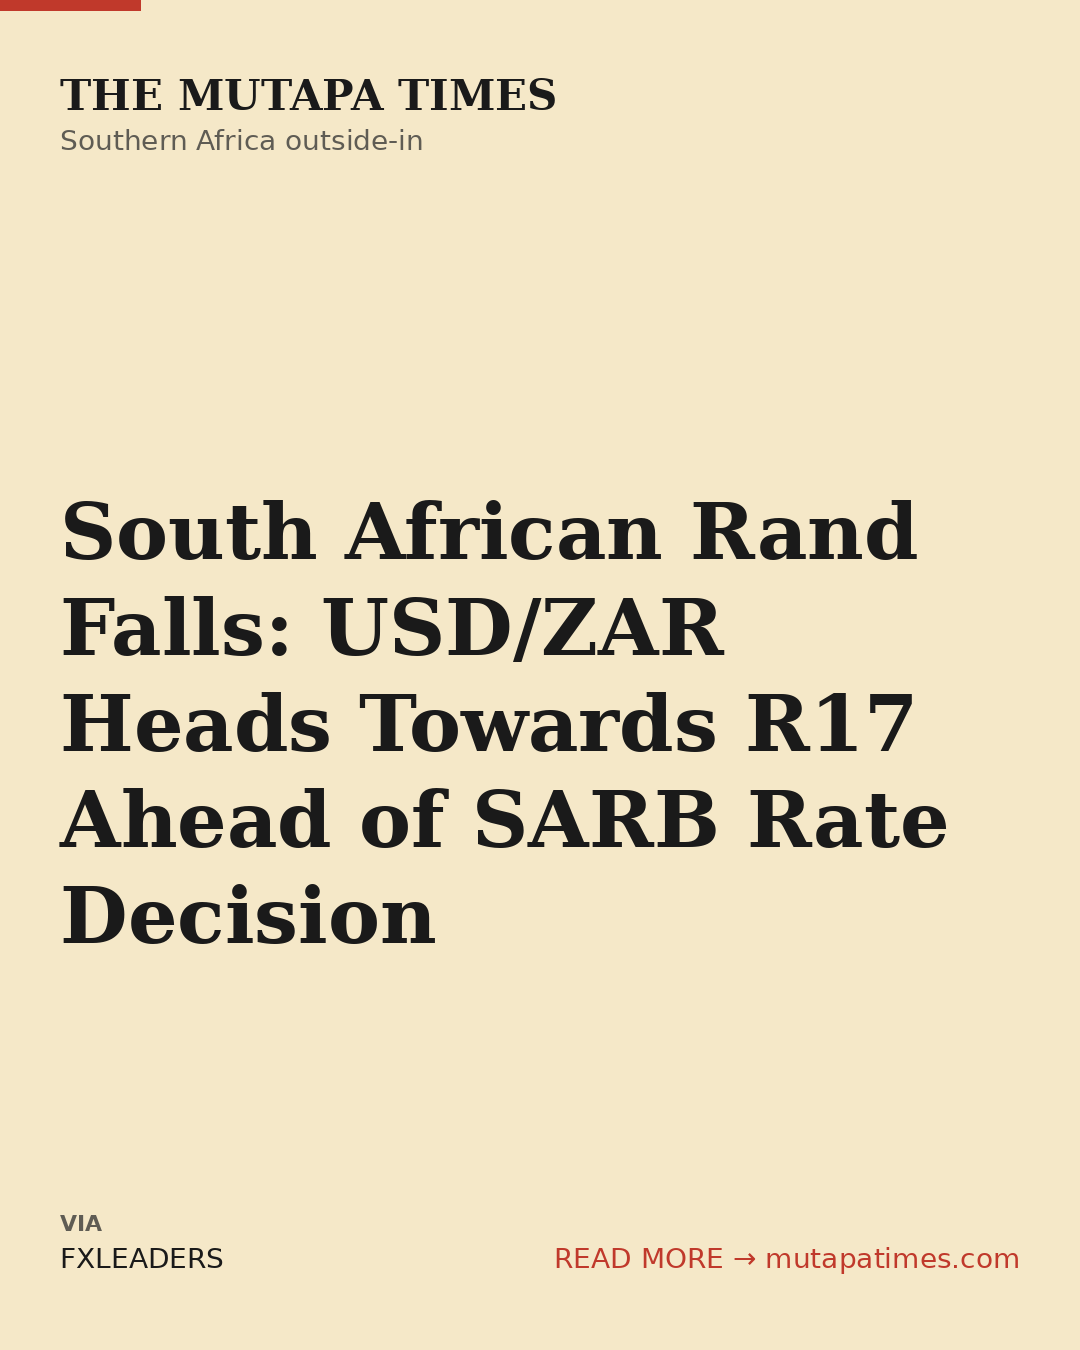 THE MUTAPA TIMES
Southern Africa outside-in
South African Rand
Falls: USD/ZAR
Heads Towards R17
Ahead of SARB Rate
Decision
VIA
FXLEADERS
READ MORE → mutapatimes.com